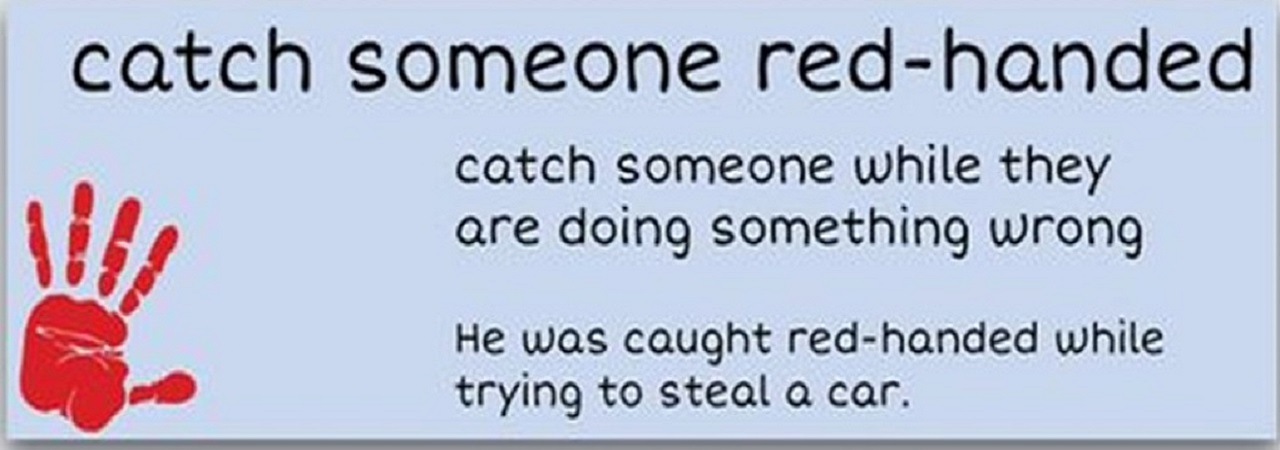 catch someone red-handed
catch someone while they
are doing something wrong
He was caught red-handed while
trying to steal a car.